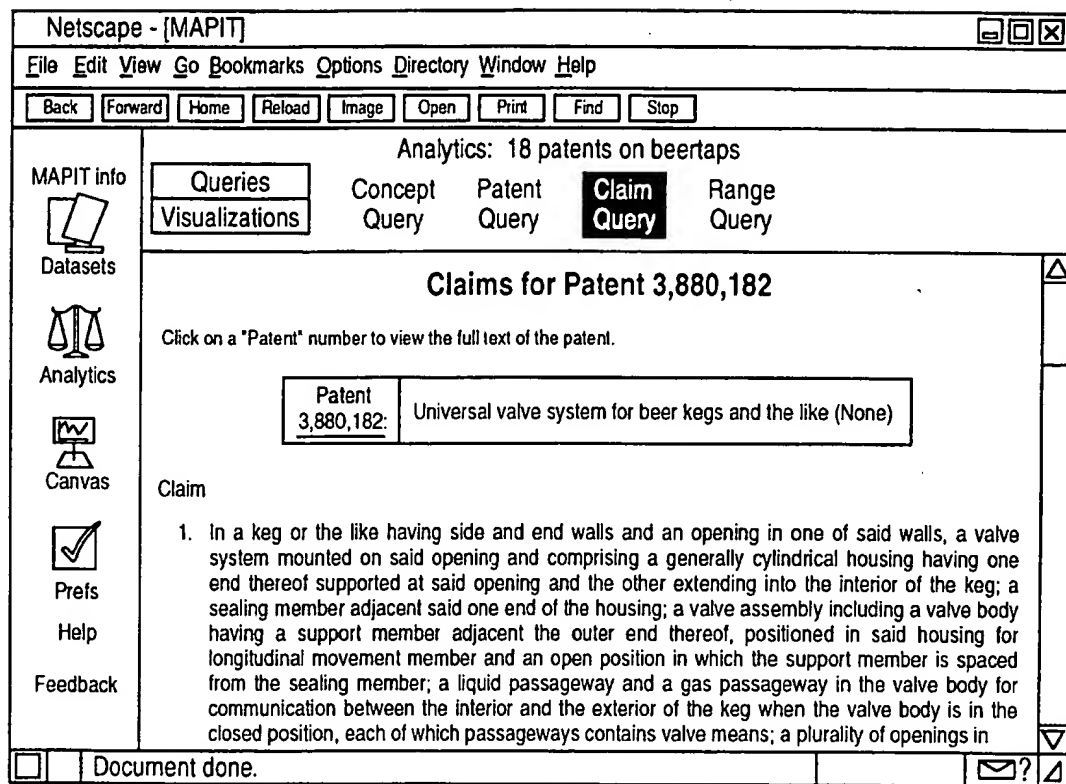 Netscape - [MAPIT]
File Edit View Go Bookmarks Options Directory Window Help
Back Forward Home Reload Image Open Print Find Stop
MAPIT info
Datasets
Analytics
Canvas
Prefs
Help
Feedback
Analytics: 18 patents on beertaps
Queries
Visualizations
Concept Query
Patent Query
Claim Query
Range Query
Claims for Patent 3,880,182
Click on a "Patent" number to view the full text of the patent.
Patent
3,880,182:
Universal valve system for beer kegs and the like (None)
Claim
1. In a keg or the like having side and end walls and an opening in one of said walls, a valve
system mounted on said opening and comprising a generally cylindrical housing having one
end thereof supported at said opening and the other extending into the interior of the keg; a
sealing member adjacent said one end of the housing; a valve assembly including a valve body
having a support member adjacent the outer end thereof, positioned in said housing for
longitudinal movement member and an open position in which the support member is spaced
from the sealing member; a liquid passageway and a gas passageway in the valve body for
communication between the interior and the exterior of the keg when the valve body is in the
closed position, each of which passageways contains valve means; a plurality of openings in
Document done.
?